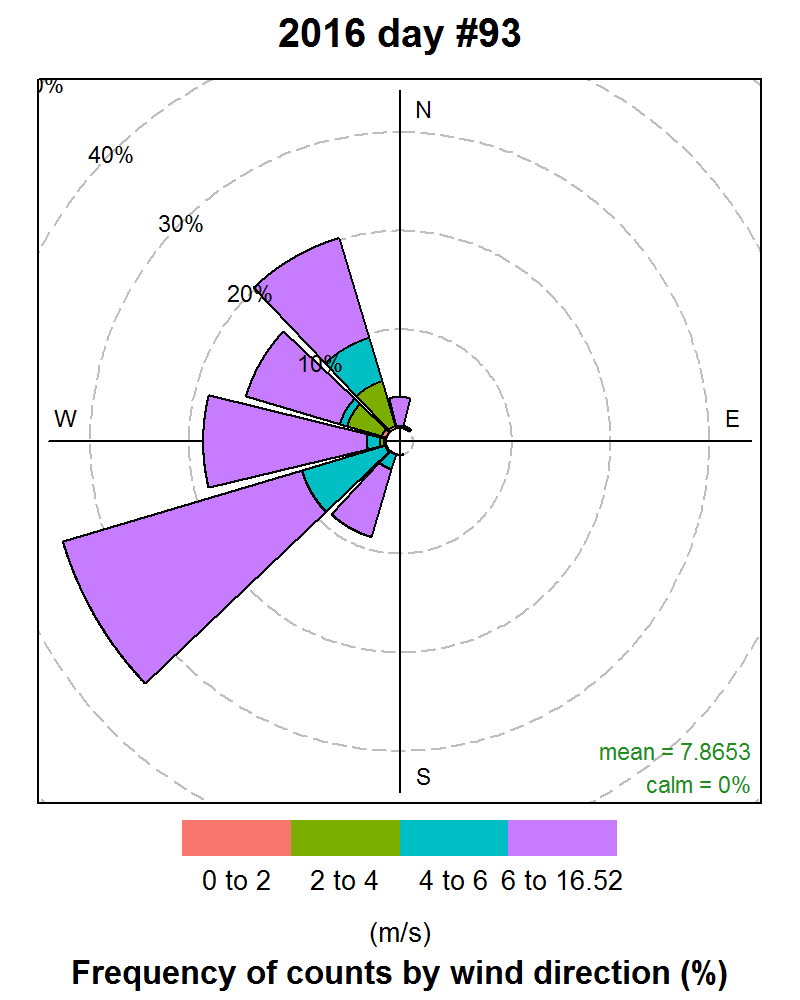 2016 day #93
%
N
40%
30%
20%
10%
W
E
mean = 7.8653
S
calm = 0%
0 to 2 2 to 4 4 to 6 6 to 16.52
(m/s)
Frequency of counts by wind direction (%)